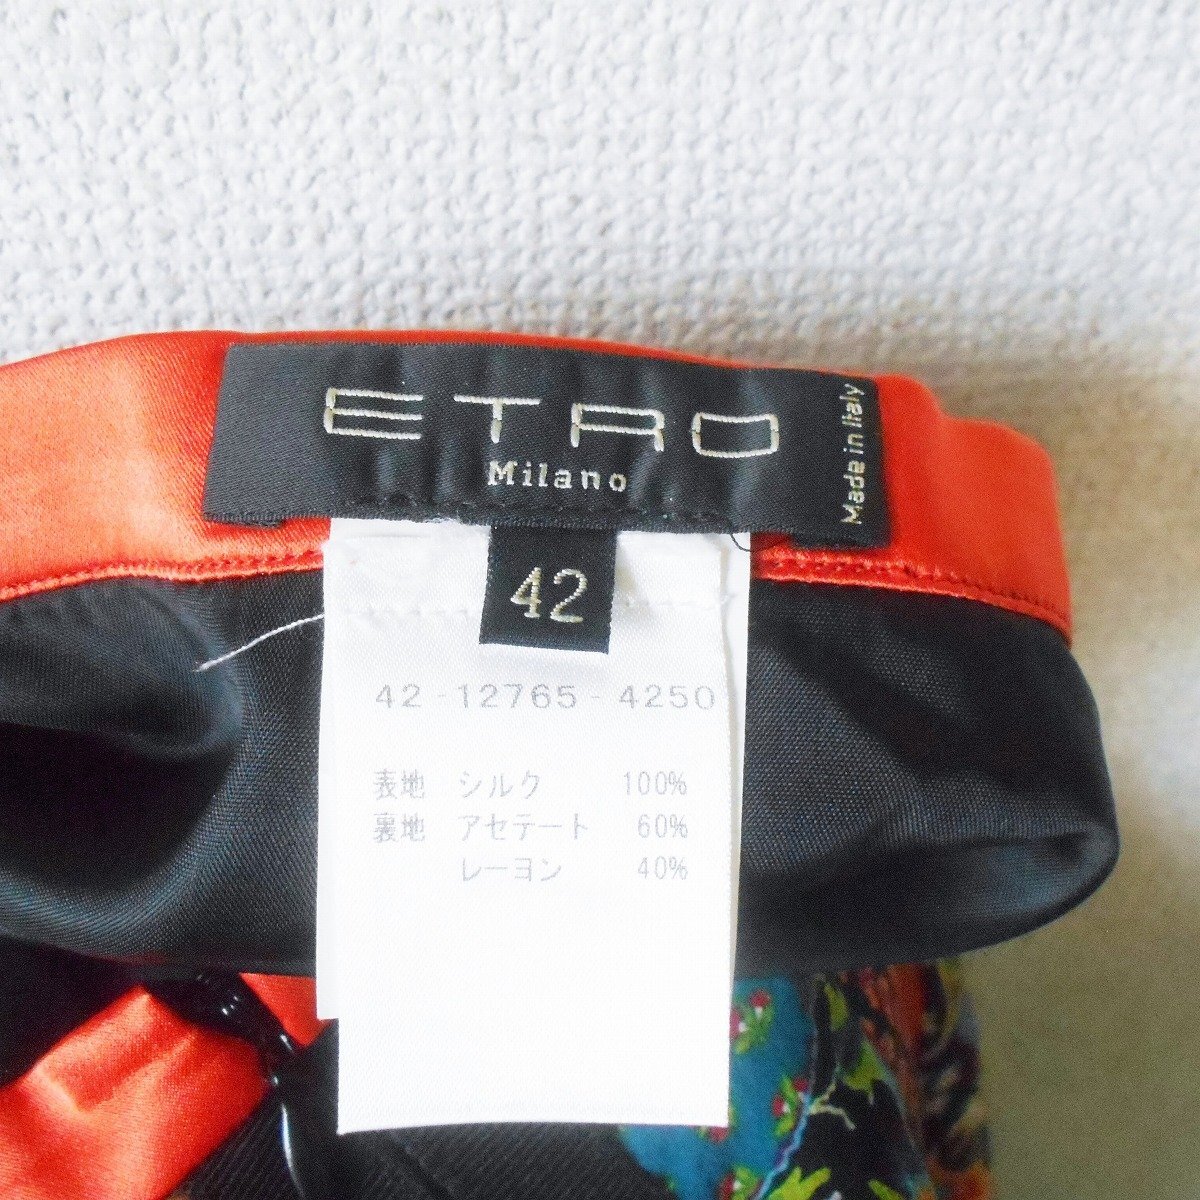 ETRO
Milano
Made in Italy
42
42-12765-4250
表地 シルク 100%
裏地 アセテート 60%
レーヨン 40%